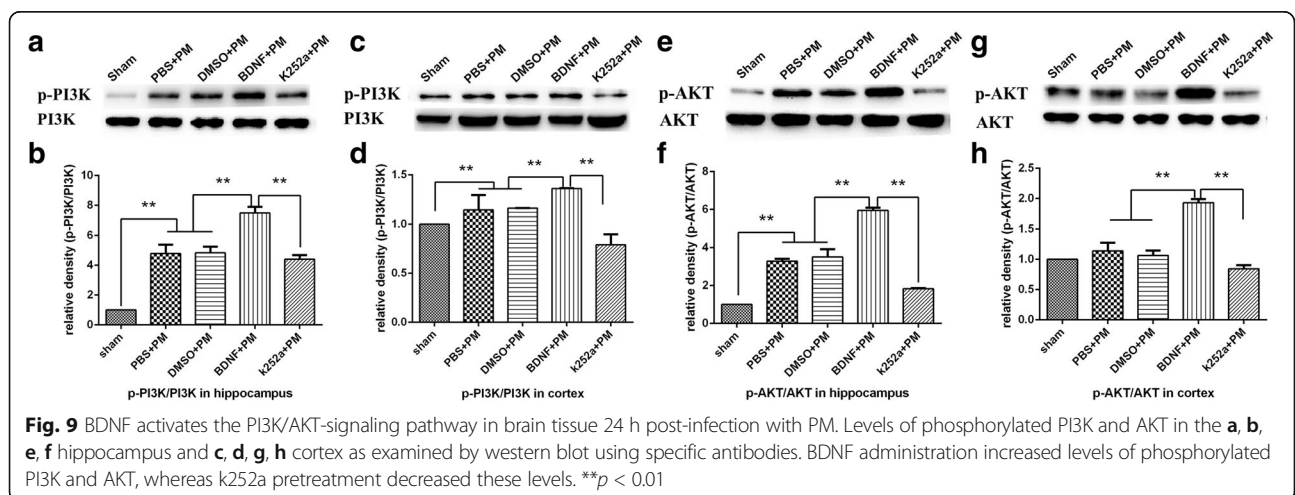 a
Sham
PBS+PM
DMSO+PM
BDNF+PM
K252a+PM
p-PI3K
PI3K
b
relative density (p-PI3K/PI3K)
10
8
6
4
2
0
**
**
**
sham
PBS+PM
DMSO+PM
BDNF+PM
k252a+PM
p-PI3K/PI3K in hippocampus
c
Sham
PBS+PM
DMSO+PM
BDNF+PM
K252a+PM
p-PI3K
PI3K
d
relative density (p-PI3K/PI3K)
1.5
1.0
0.5
0.0
**
**
**
sham
PBS+PM
DMSO+PM
BDNF+PM
k252a+PM
p-PI3K/PI3K in cortex
e
Sham
PBS+PM
DMSO+PM
BDNF+PM
K252a+PM
p-AKT
AKT
f
relative density (p-AKT/AKT)
8
6
4
2
0
**
**
**
sham
PBS+PM
DMSO+PM
BDNF+PM
k252a+PM
p-AKT/AKT in hippocampus
g
Sham
PBS+PM
DMSO+PM
BDNF+PM
K252a+PM
p-AKT
AKT
h
relative density (p-AKT/AKT)
2.5
2.0
1.5
1.0
0.5
0.0
**
**
sham
PBS+PM
DMSO+PM
BDNF+PM
k252a+PM
p-AKT/AKT in cortex
Fig. 9 BDNF activates the PI3K/AKT-signaling pathway in brain tissue 24 h post-infection with PM. Levels of phosphorylated PI3K and AKT in the a, b,
e, f hippocampus and c, d, g, h cortex as examined by western blot using specific antibodies. BDNF administration increased levels of phosphorylated
PI3K and AKT, whereas k252a pretreatment decreased these levels. **p < 0.01